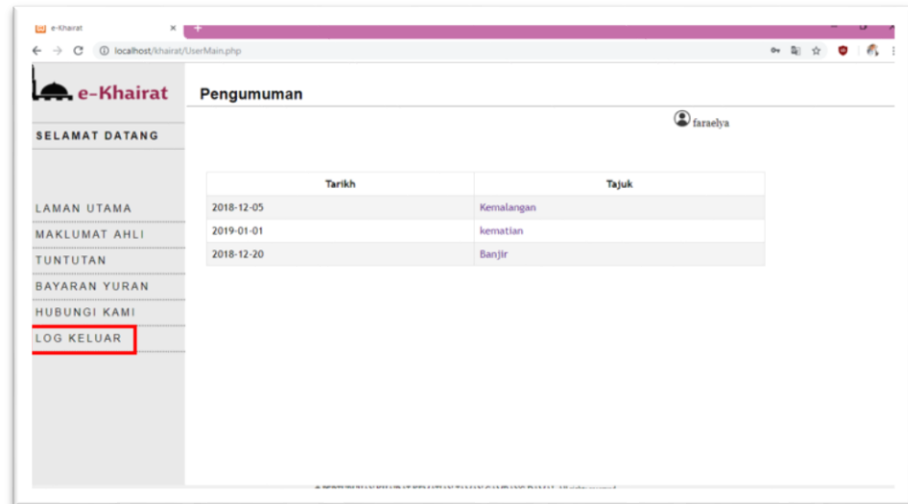 e-Khairat
localhost/khairat/UserMain.php
e-Khairat
Pengumuman
faraelya
SELAMAT DATANG
Tarikh Tajuk
2018-12-05 Kemalangan
2019-01-01 kematian
2018-12-20 Banjir
LAMAN UTAMA
MAKLUMAT AHLI
TUNTUTAN
BAYARAN YURAN
HUBUNGI KAMI
LOG KELUAR